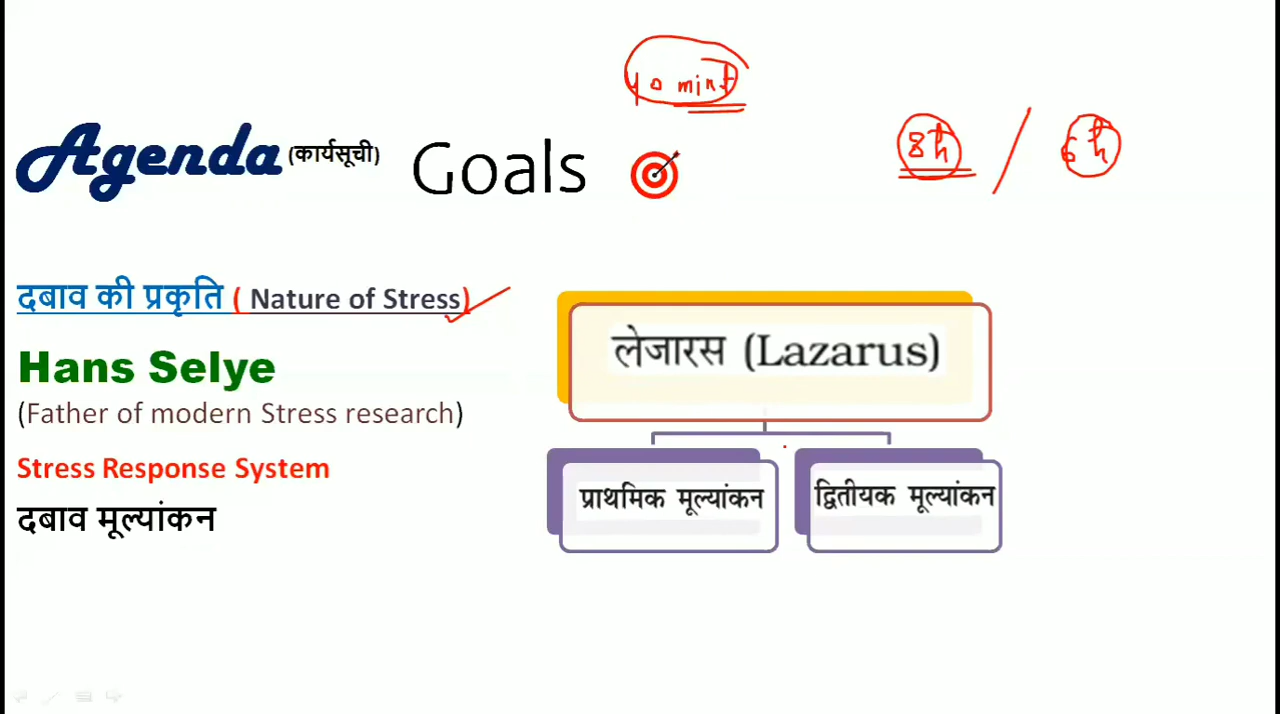 40 mint
8th / 6th
Agenda (कार्यसूची) Goals
दबाव की प्रकृति ( Nature of Stress)
Hans Selye
(Father of modern Stress research)
Stress Response System
दबाव मूल्यांकन
लेजारस (Lazarus)
प्राथमिक मूल्यांकन
द्वितीयक मूल्यांकन